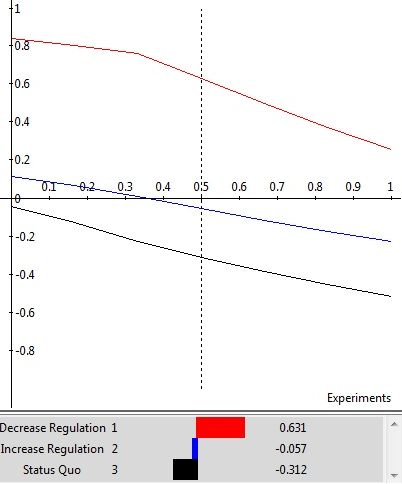 1
0.8
0.6
0.4
0.2
0.1 0.2 0.3 0.4 0.5 0.6 0.7 0.8 0.9 1
0
-0.2
-0.4
-0.6
-0.8
Experiments
Decrease Regulation 1 0.631
Increase Regulation 2 -0.057
Status Quo 3 -0.312